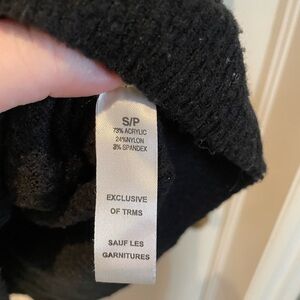 S/P
73% ACRYLIC
24%NYLON
3% SPANDEX
EXCLUSIVE
OF TRMS
SAUF LES
GARNITURES